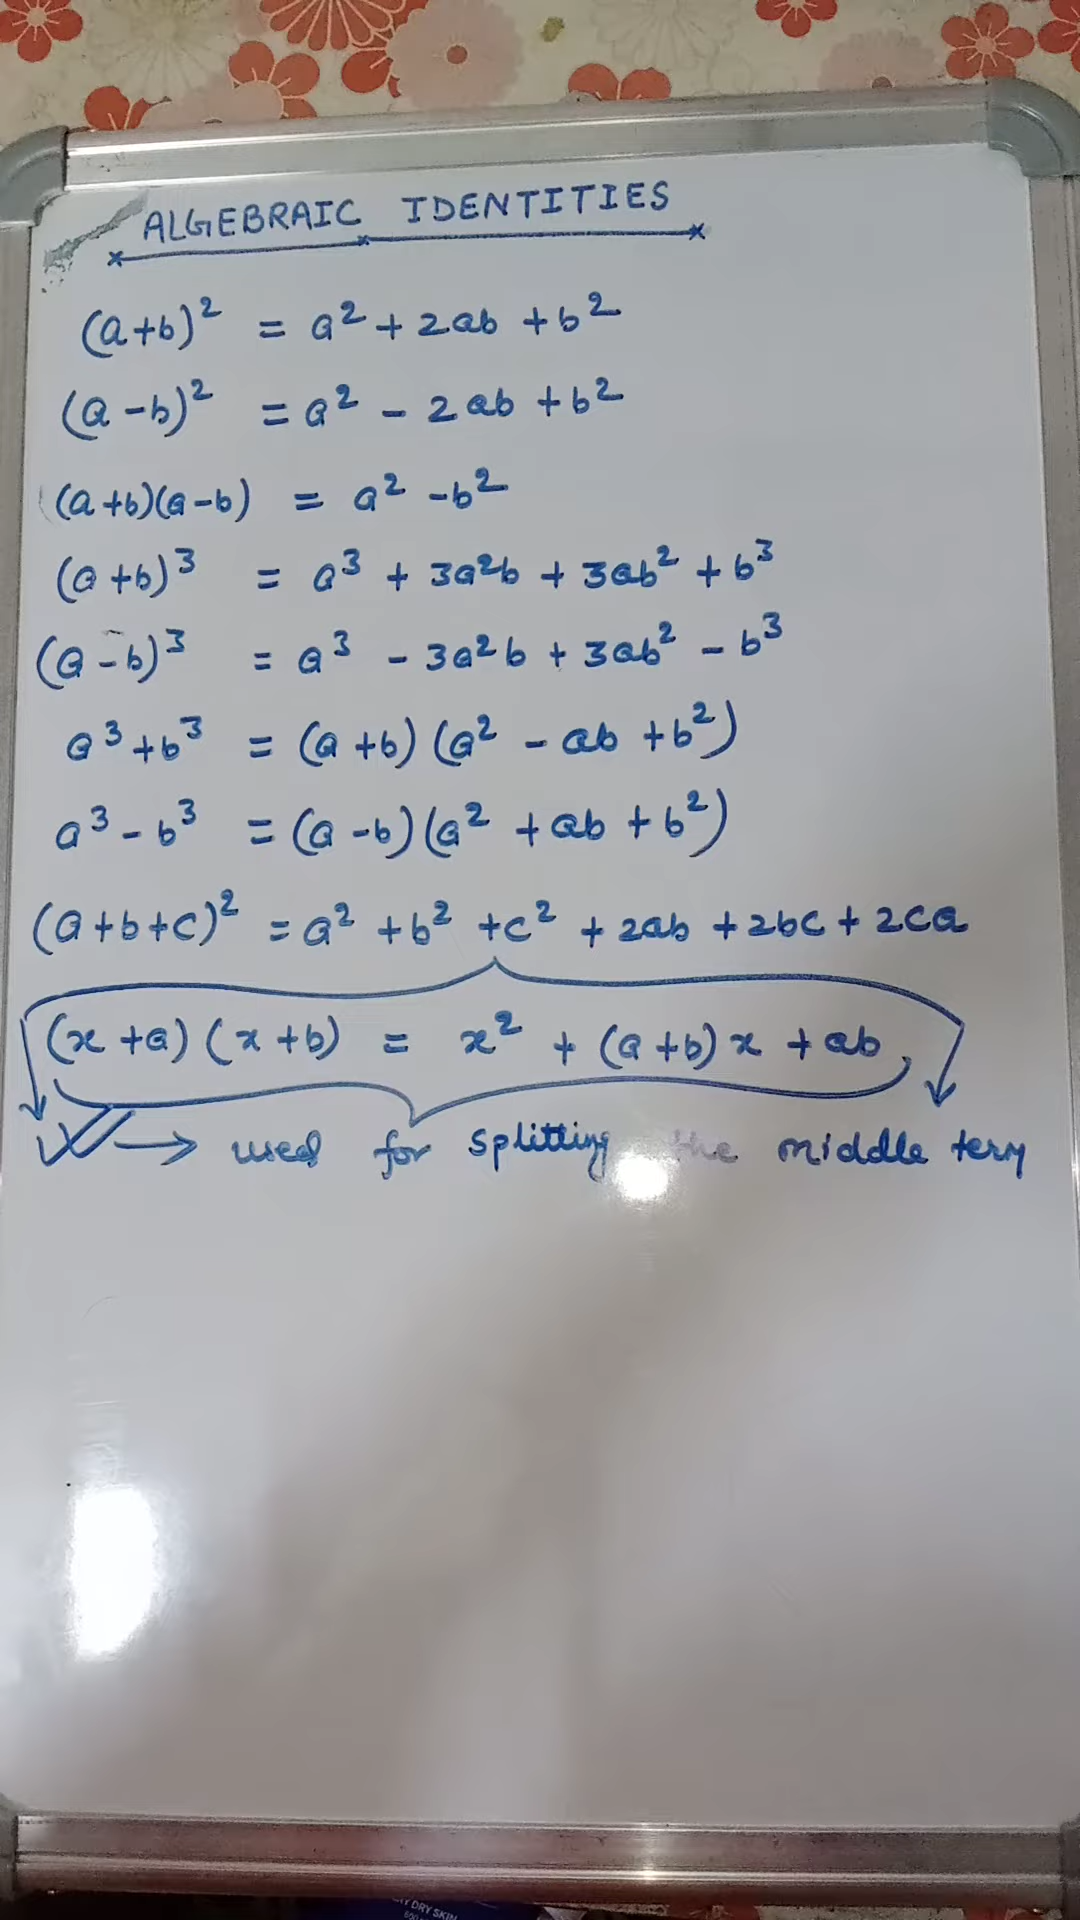 ALGEBRAIC IDENTITIES
(a+b)² = a² + 2ab + b²
(a-b)² = a² - 2ab + b²
(a+b)(a-b) = a² - b²
(a+b)³ = a³ + 3a²b + 3ab² + b³
(a-b)³ = a³ - 3a²b + 3ab² - b³
a³+b³ = (a+b)(a² - ab + b²)
a³-b³ = (a-b)(a² + ab + b²)
(a+b+c)² = a² + b² + c² + 2ab + 2bc + 2ca
(x+a)(x+b) = x² + (a+b)x + ab
→ used for splitting the middle term
DRY SKIN